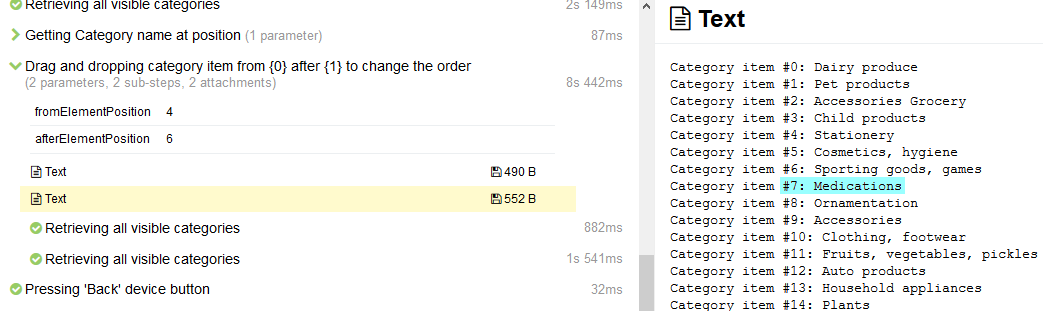 Retrieving all visible categories 2s 149ms
Getting Category name at position (1 parameter) 87ms
Drag and dropping category item from {0} after {1} to change the order
(2 parameters, 2 sub-steps, 2 attachments) 8s 442ms
fromElementPosition 4
afterElementPosition 6
Text 490 B
Text 552 B
Retrieving all visible categories 882ms
Retrieving all visible categories 1s 541ms
Pressing 'Back' device button 32ms
Text
Category item #0: Dairy produce
Category item #1: Pet products
Category item #2: Accessories Grocery
Category item #3: Child products
Category item #4: Stationery
Category item #5: Cosmetics, hygiene
Category item #6: Sporting goods, games
Category item #7: Medications
Category item #8: Ornamentation
Category item #9: Accessories
Category item #10: Clothing, footwear
Category item #11: Fruits, vegetables, pickles
Category item #12: Auto products
Category item #13: Household appliances
Category item #14: Plants